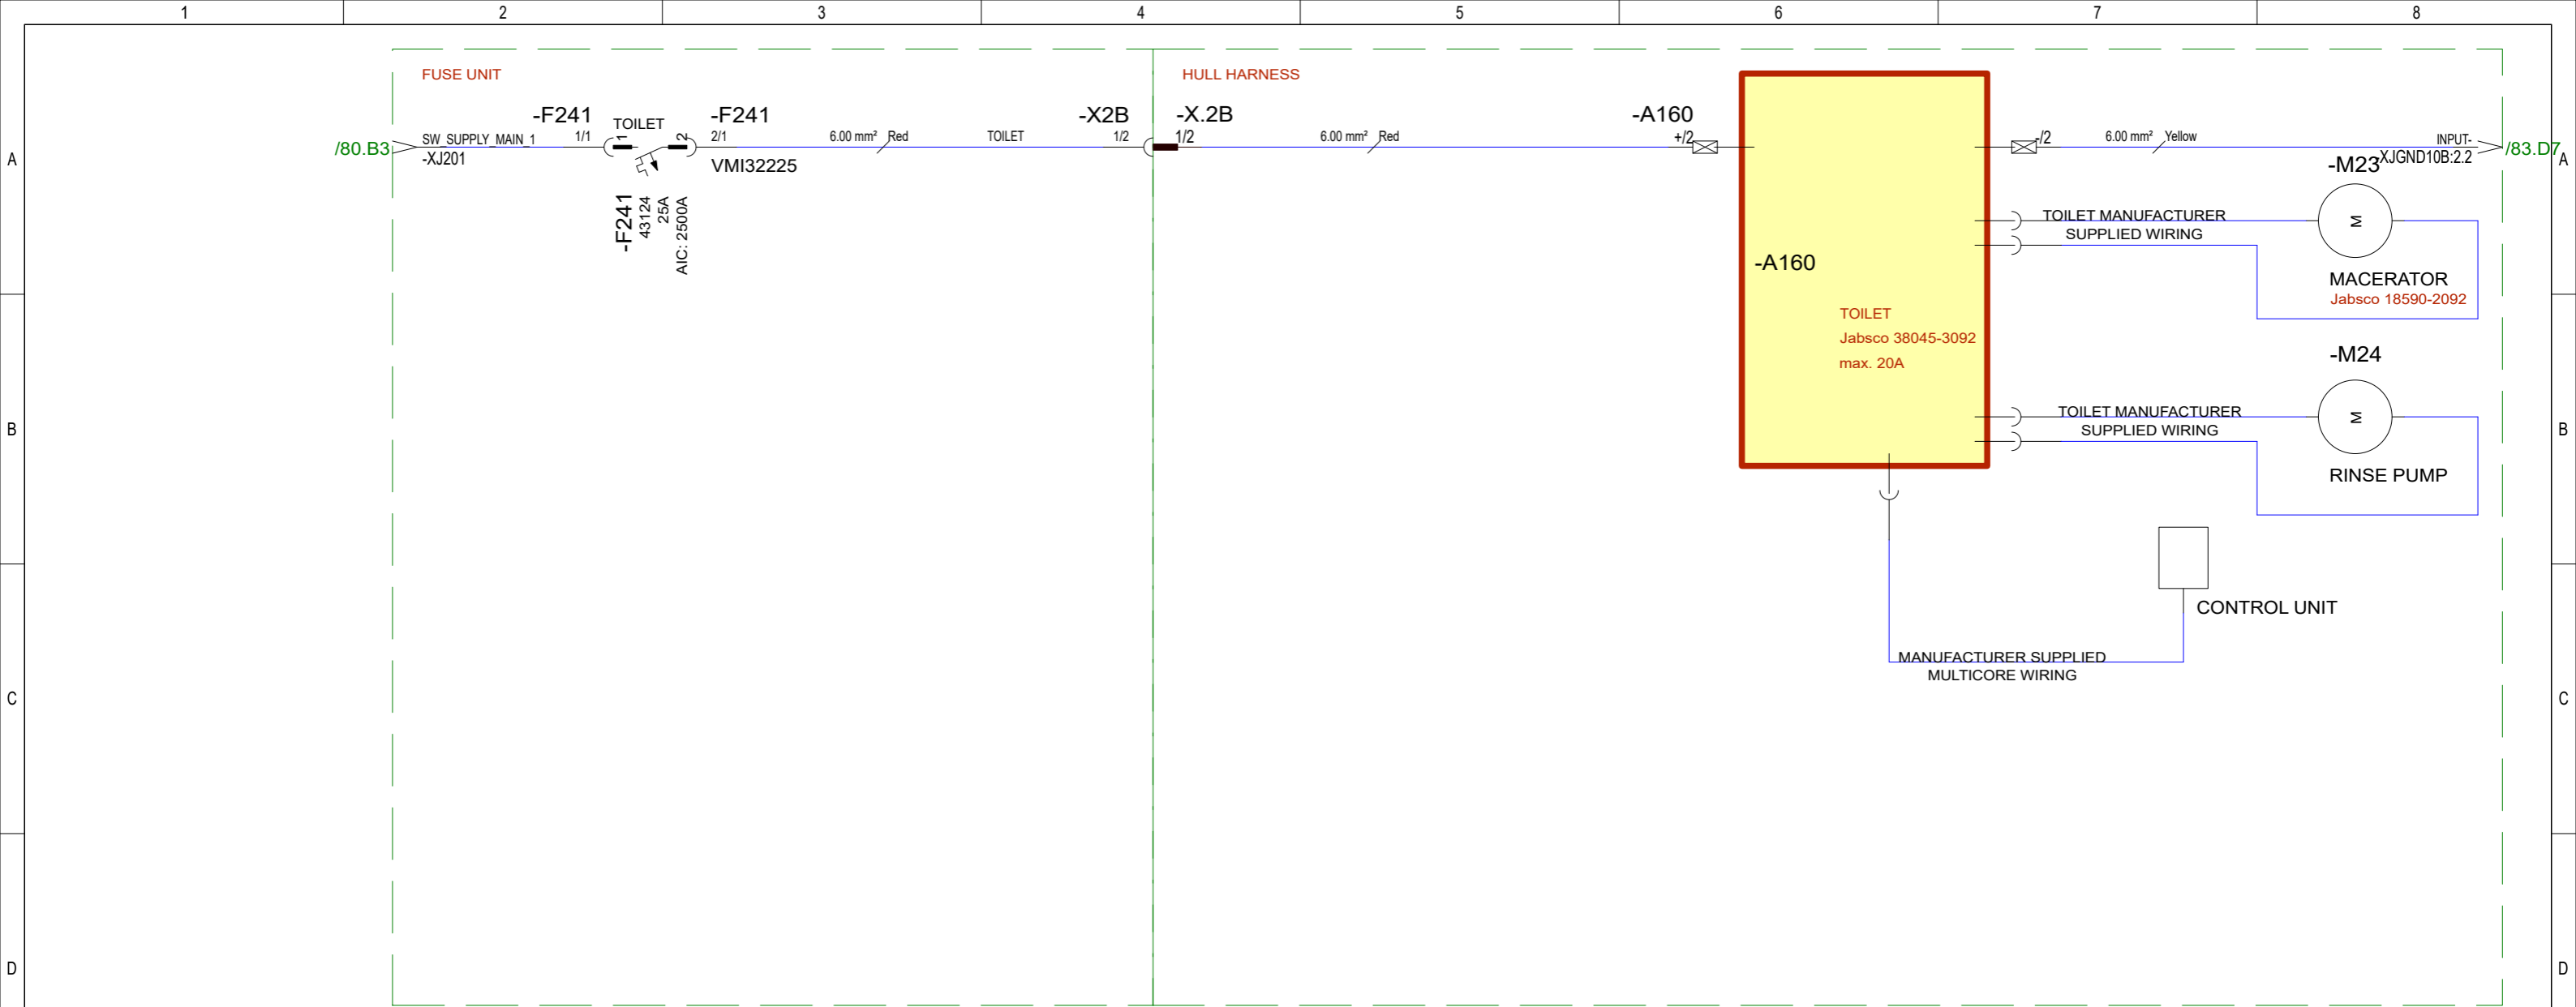 1 2 3 4 5 6 7 8
FUSE UNIT
HULL HARNESS
/80.B3
SW_SUPPLY_MAIN_1
-XJ201
-F241
1/1
TOILET
1
2
-F241
2/1
VMI32225
-F241
43124
25A
AIC: 2500A
6.00 mm² Red
TOILET
-X2B
1/2
-X.2B
1/2
6.00 mm² Red
-A160
+/2
-A160
TOILET
Jabsco 38045-3092
max. 20A
-/2
6.00 mm² Yellow
INPUT-
-XJGND10B:2.2
/83.D7
-M23
TOILET MANUFACTURER
SUPPLIED WIRING
M
MACERATOR
Jabsco 18590-2092
-M24
TOILET MANUFACTURER
SUPPLIED WIRING
M
RINSE PUMP
CONTROL UNIT
MANUFACTURER SUPPLIED
MULTICORE WIRING
A A
B B
C C
D D